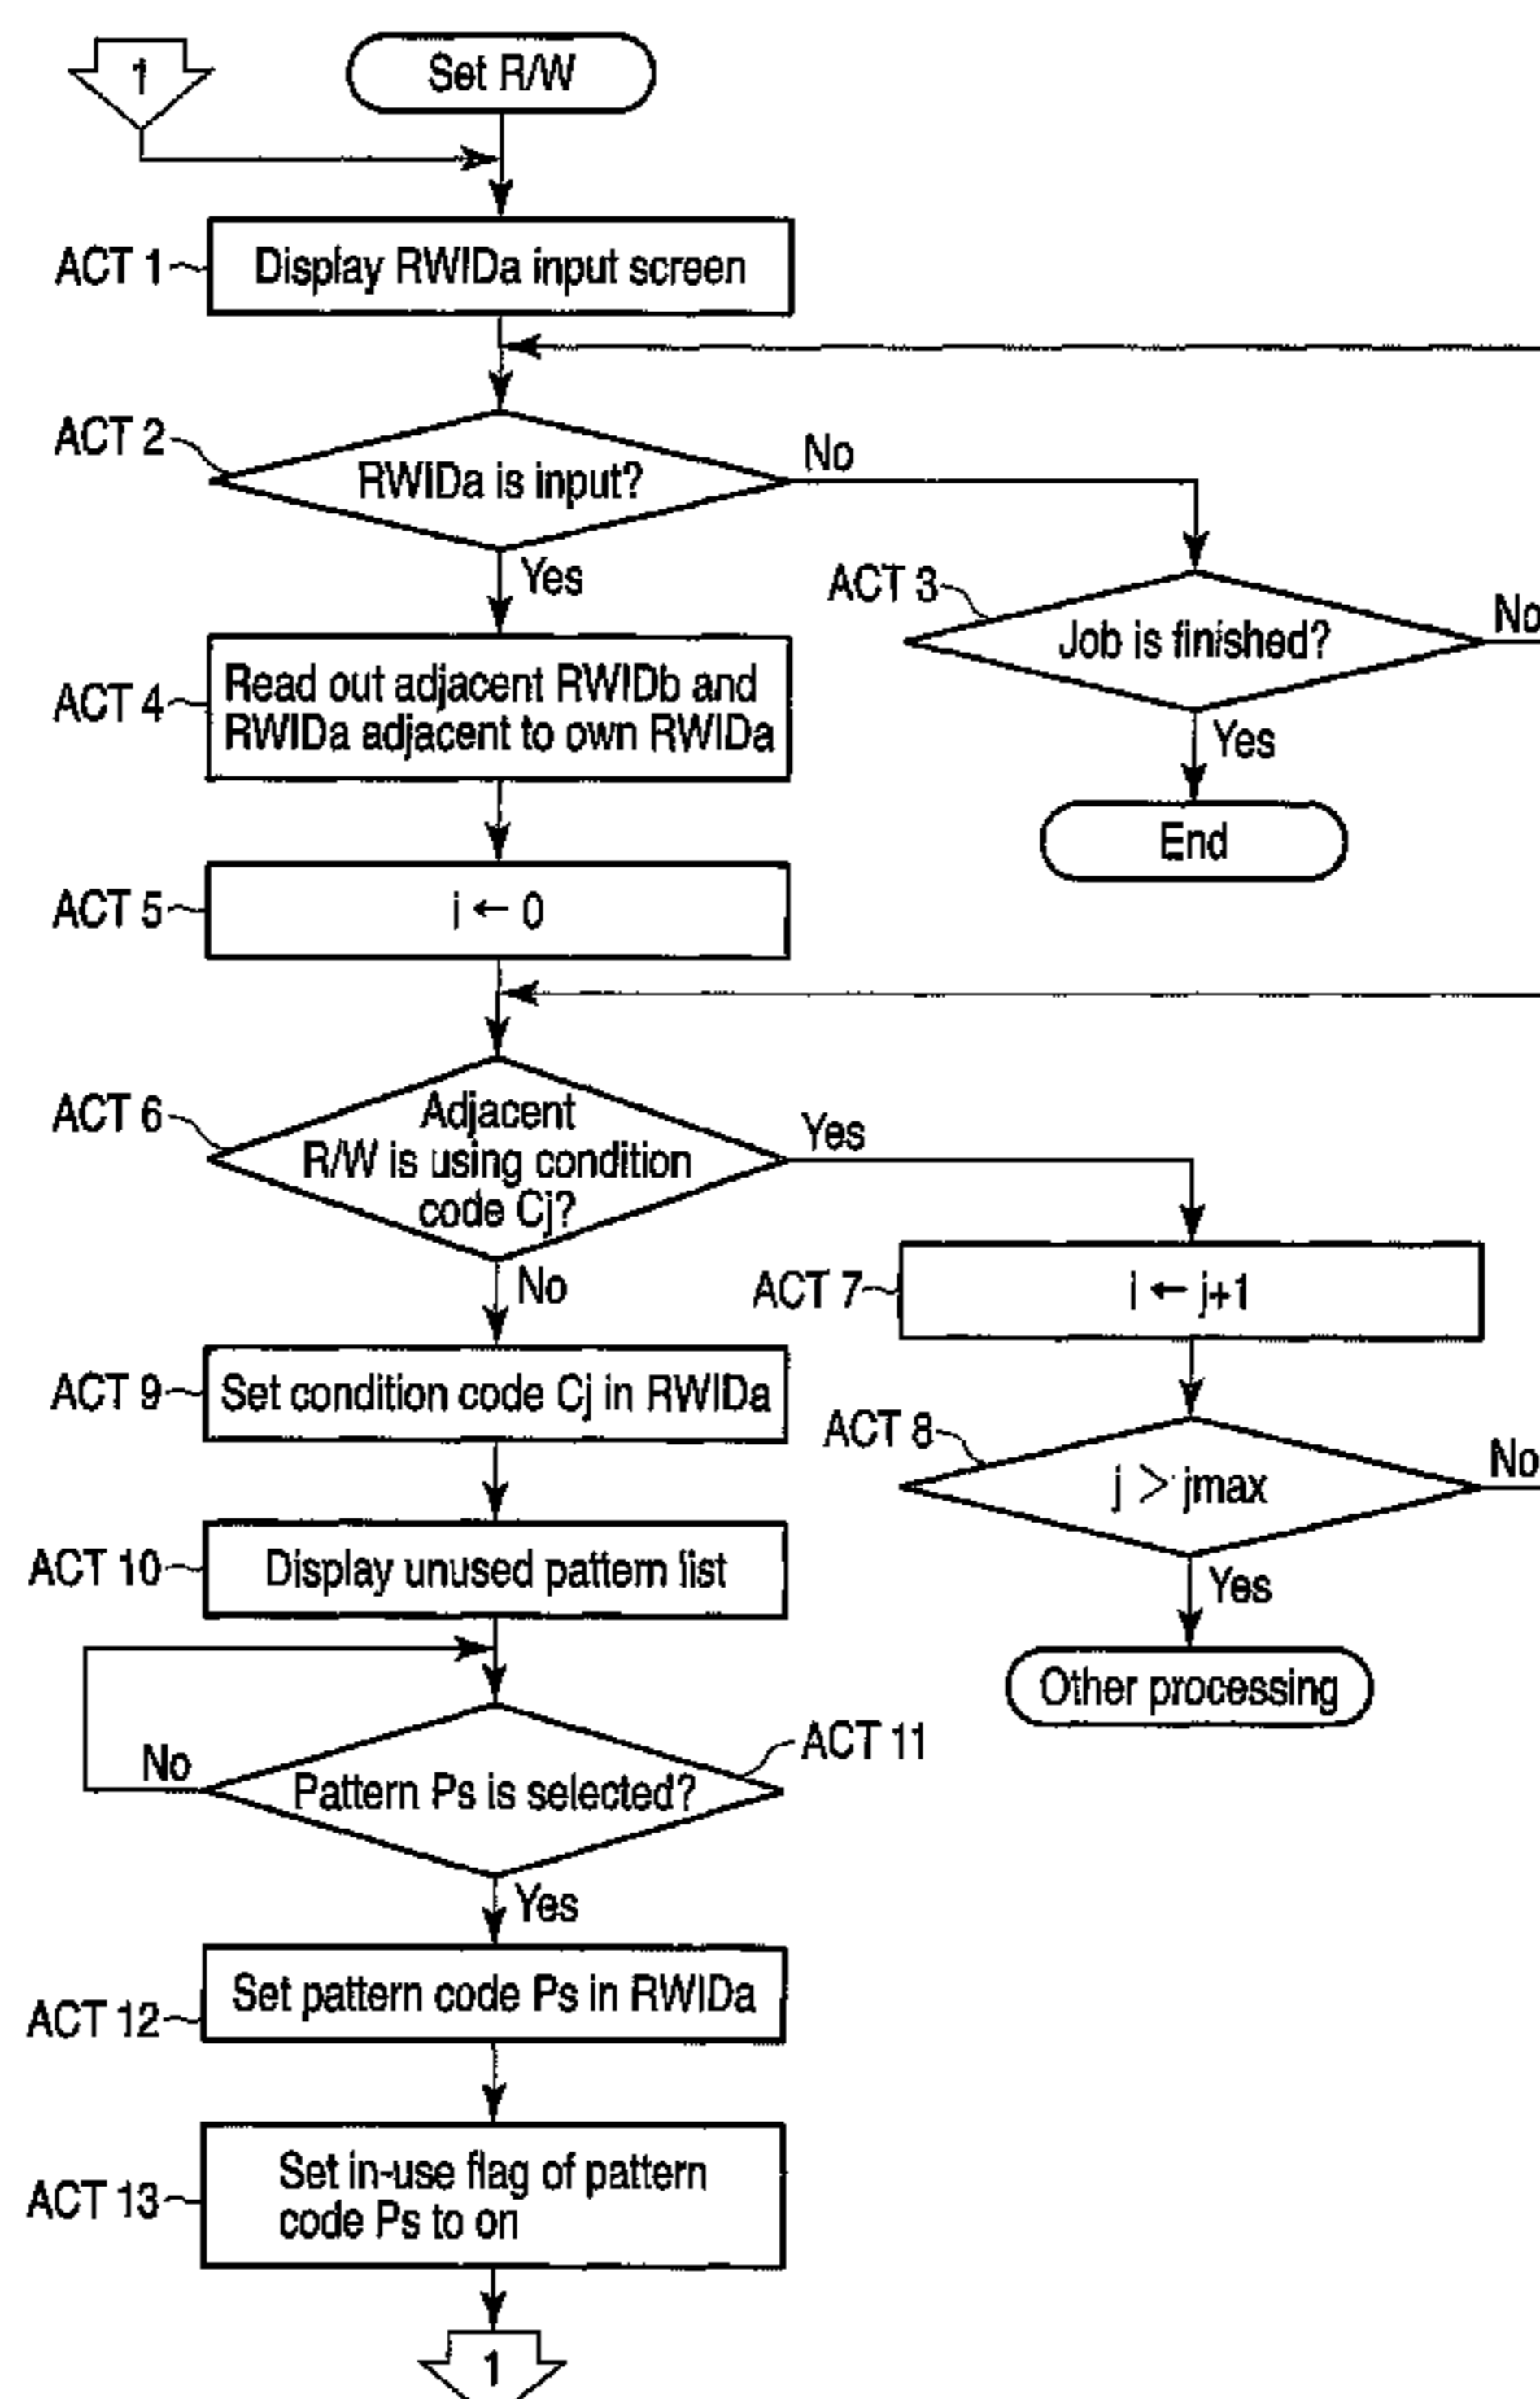 1
Set R/W
ACT 1
Display RWIDa input screen
ACT 2
RWIDa is input?
No
Yes
ACT 3
Job is finished?
No
Yes
End
ACT 4
Read out adjacent RWIDb and
RWIDa adjacent to own RWIDa
ACT 5
i ← 0
ACT 6
Adjacent
R/W is using condition
code Cj?
Yes
No
ACT 7
i ← j+1
ACT 8
j > jmax
No
Yes
Other processing
ACT 9
Set condition code Cj in RWIDa
ACT 10
Display unused pattern list
ACT 11
Pattern Ps is selected?
No
Yes
ACT 12
Set pattern code Ps in RWIDa
ACT 13
Set in-use flag of pattern
code Ps to on
1